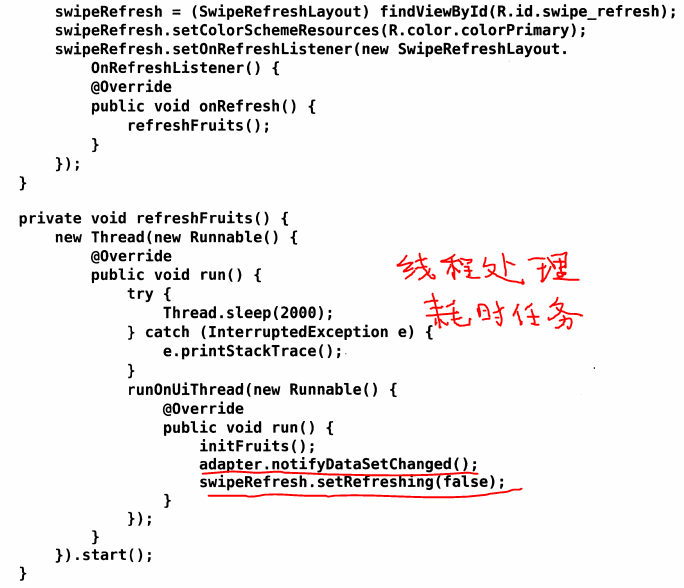 swipeRefresh = (SwipeRefreshLayout) findViewById(R.id.swipe_refresh);
swipeRefresh.setColorSchemeResources(R.color.colorPrimary);
swipeRefresh.setOnRefreshListener(new SwipeRefreshLayout.
OnRefreshListener() {
@Override
public void onRefresh() {
refreshFruits();
}
});
}
private void refreshFruits() {
new Thread(new Runnable() {
@Override
public void run() {
try {
Thread.sleep(2000);
} catch (InterruptedException e) {
e.printStackTrace();
}
runOnUiThread(new Runnable() {
@Override
public void run() {
initFruits();
adapter.notifyDataSetChanged();
swipeRefresh.setRefreshing(false);
}
});
}
}).start();
}
线程处理
耗时任务